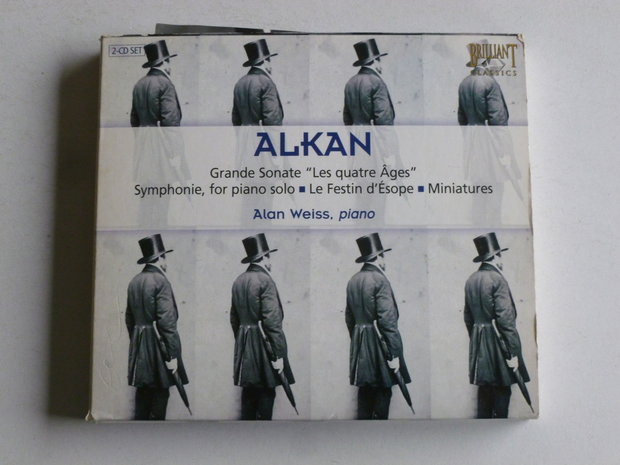 2-CD SET
BRILLIANT
CLASSICS
ALKAN
Grande Sonate “Les quatre Âges”
Symphonie, for piano solo ■ Le Festin d’Ésope ■ Miniatures
Alan Weiss, piano